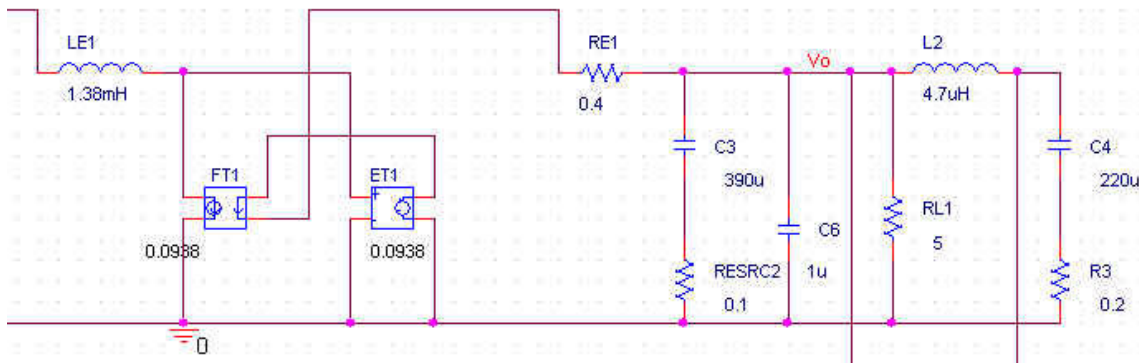 LE1
1.38mH
RE1
0.4
Vo
L2
4.7uH
C3
390u
C4
220u
FT1
0.0938
ET1
0.0938
+
-
C6
1u
RL1
5
RESRC2
0.1
R3
0.2
0